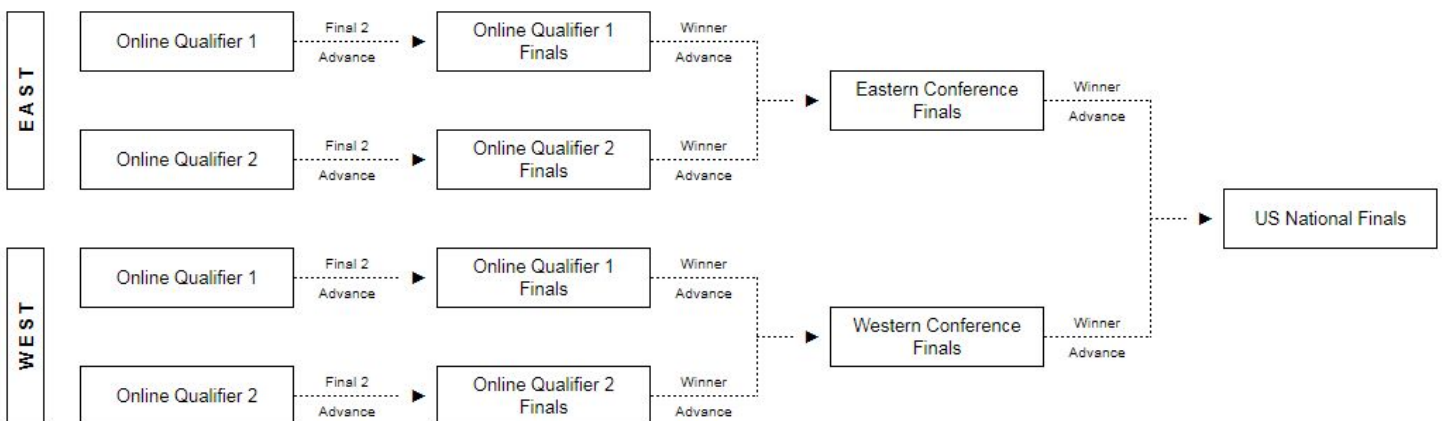 EAST
Online Qualifier 1
Final 2
Advance
Online Qualifier 1
Finals
Winner
Advance
Online Qualifier 2
Final 2
Advance
Online Qualifier 2
Finals
Winner
Advance
Eastern Conference
Finals
Winner
Advance
WEST
Online Qualifier 1
Final 2
Advance
Online Qualifier 1
Finals
Winner
Advance
Online Qualifier 2
Final 2
Advance
Online Qualifier 2
Finals
Winner
Advance
Western Conference
Finals
Winner
Advance
US National Finals